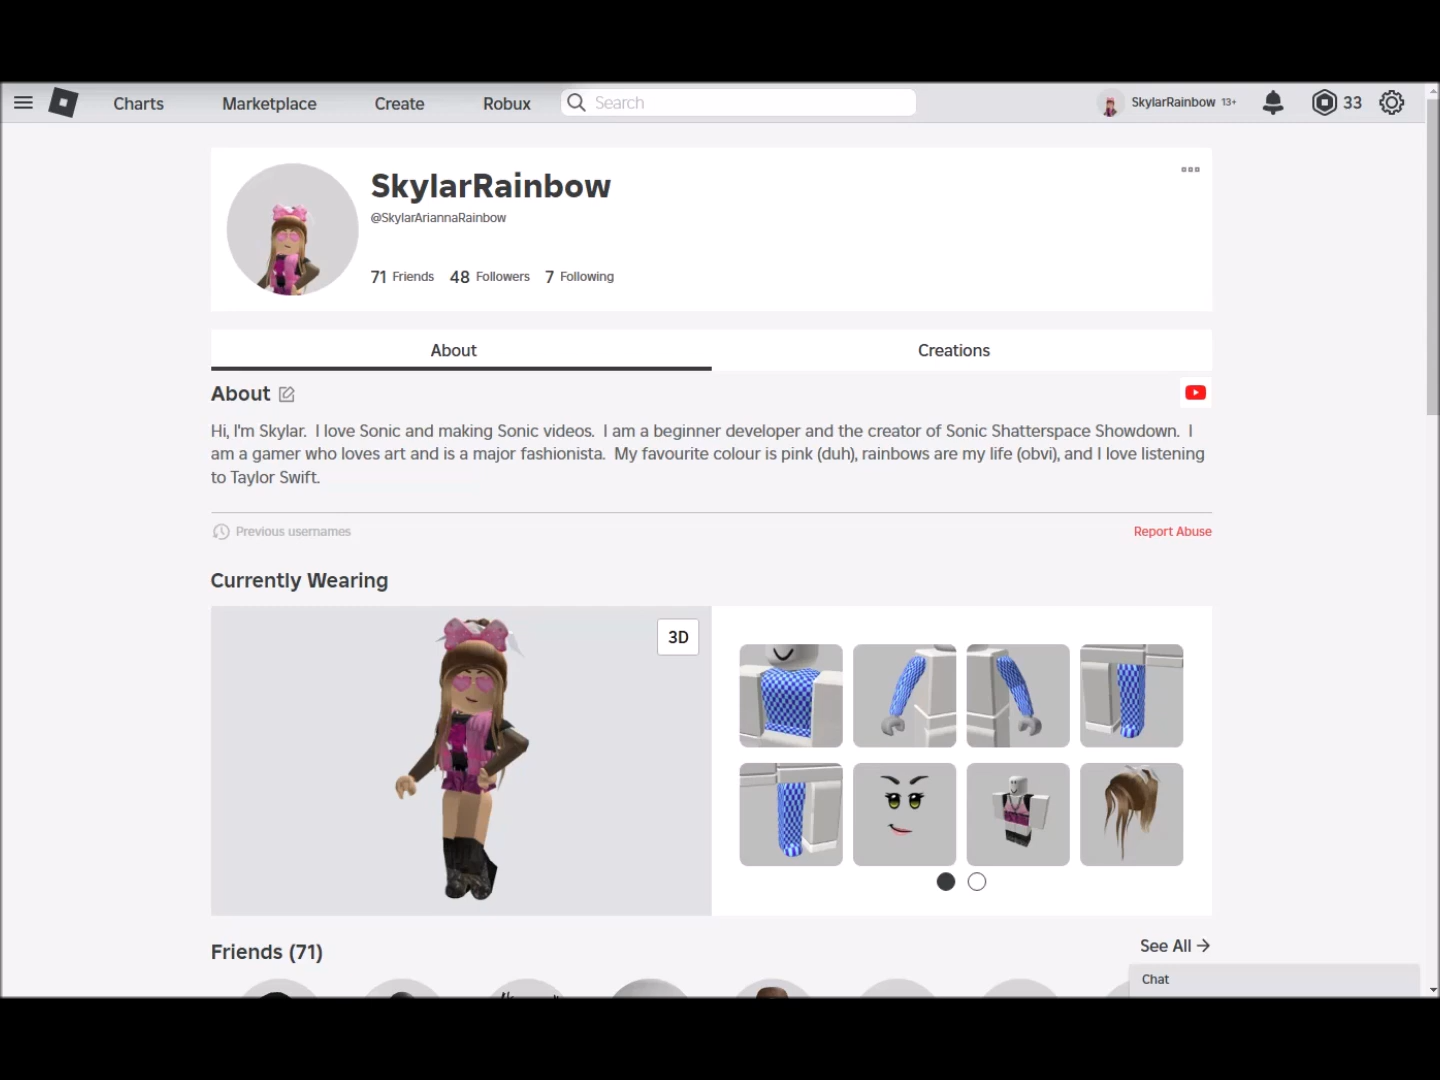 Charts Marketplace Create Robux Search SkylarRainbow 13+ 33
SkylarRainbow
@SkylarAriannaRainbow
71 Friends 48 Followers 7 Following
About Creations
About
Hi, I'm Skylar. I love Sonic and making Sonic videos. I am a beginner developer and the creator of Sonic Shatterspace Showdown. I
am a gamer who loves art and is a major fashionista. My favourite colour is pink (duh), rainbows are my life (obvi), and I love listening
to Taylor Swift.
Previous usernames Report Abuse
Currently Wearing
3D
Friends (71) See All
Chat